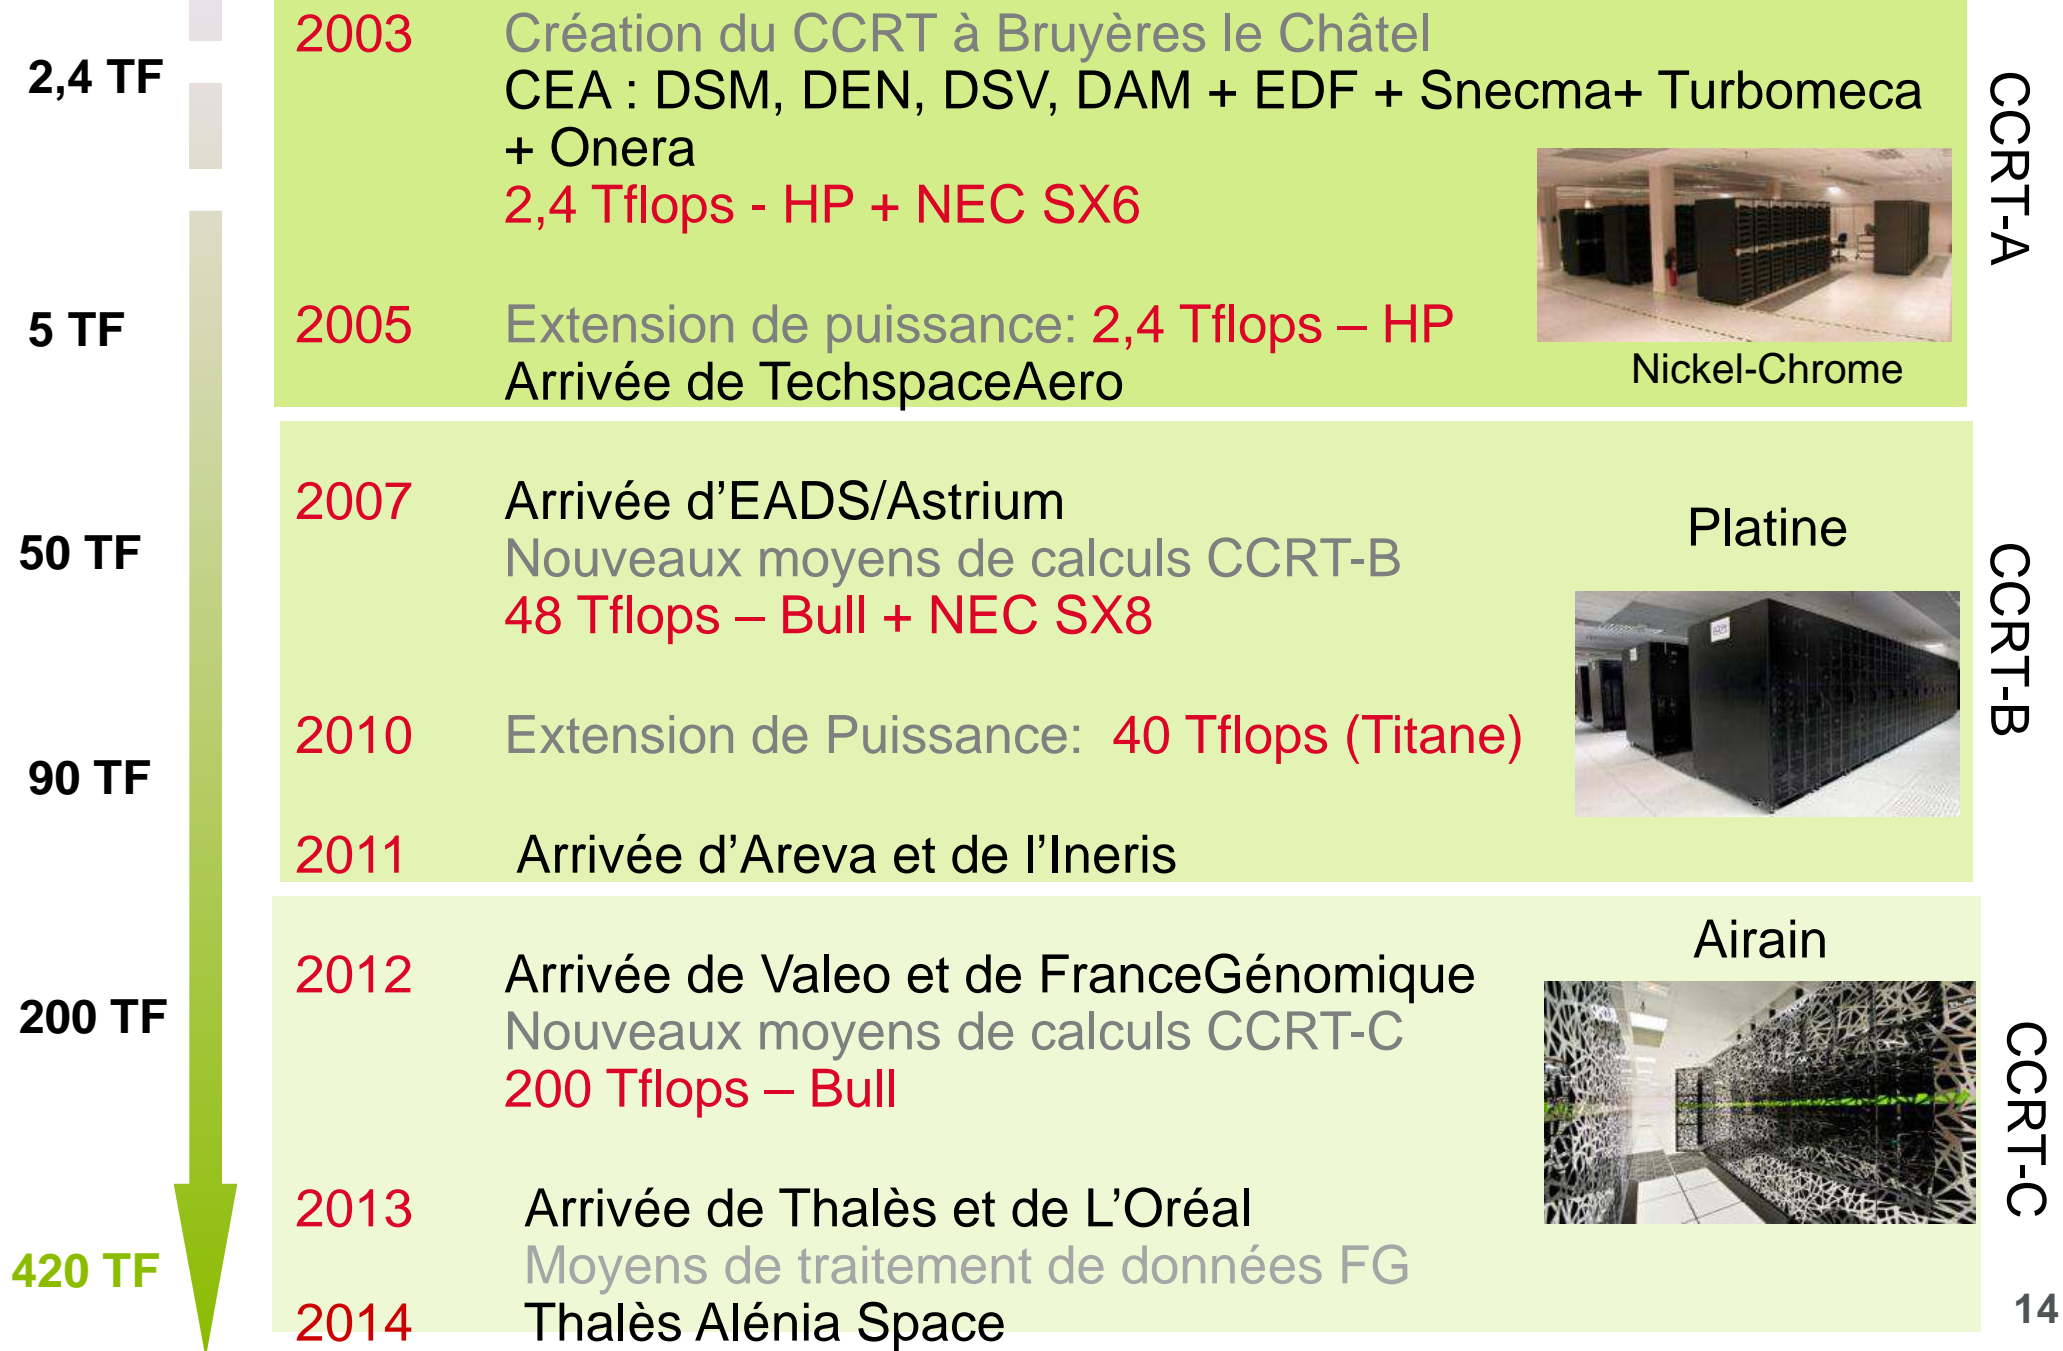 2,4 TF
2003 Création du CCRT à Bruyères le Châtel
CEA : DSM, DEN, DSV, DAM + EDF + Snecma+ Turbomeca
+ Onera
2,4 Tflops - HP + NEC SX6
CCRT-A
5 TF
2005 Extension de puissance: 2,4 Tflops – HP
Arrivée de TechspaceAero
Nickel-Chrome
50 TF
2007 Arrivée d’EADS/Astrium
Nouveaux moyens de calculs CCRT-B
48 Tflops – Bull + NEC SX8
Platine
CCRT-B
90 TF
2010 Extension de Puissance: 40 Tflops (Titane)
2011 Arrivée d’Areva et de l’Ineris
200 TF
2012 Arrivée de Valeo et de FranceGénomique
Nouveaux moyens de calculs CCRT-C
200 Tflops – Bull
Airain
CCRT-C
420 TF
2013 Arrivée de Thalès et de L’Oréal
Moyens de traitement de données FG
2014 Thalès Alénia Space
14